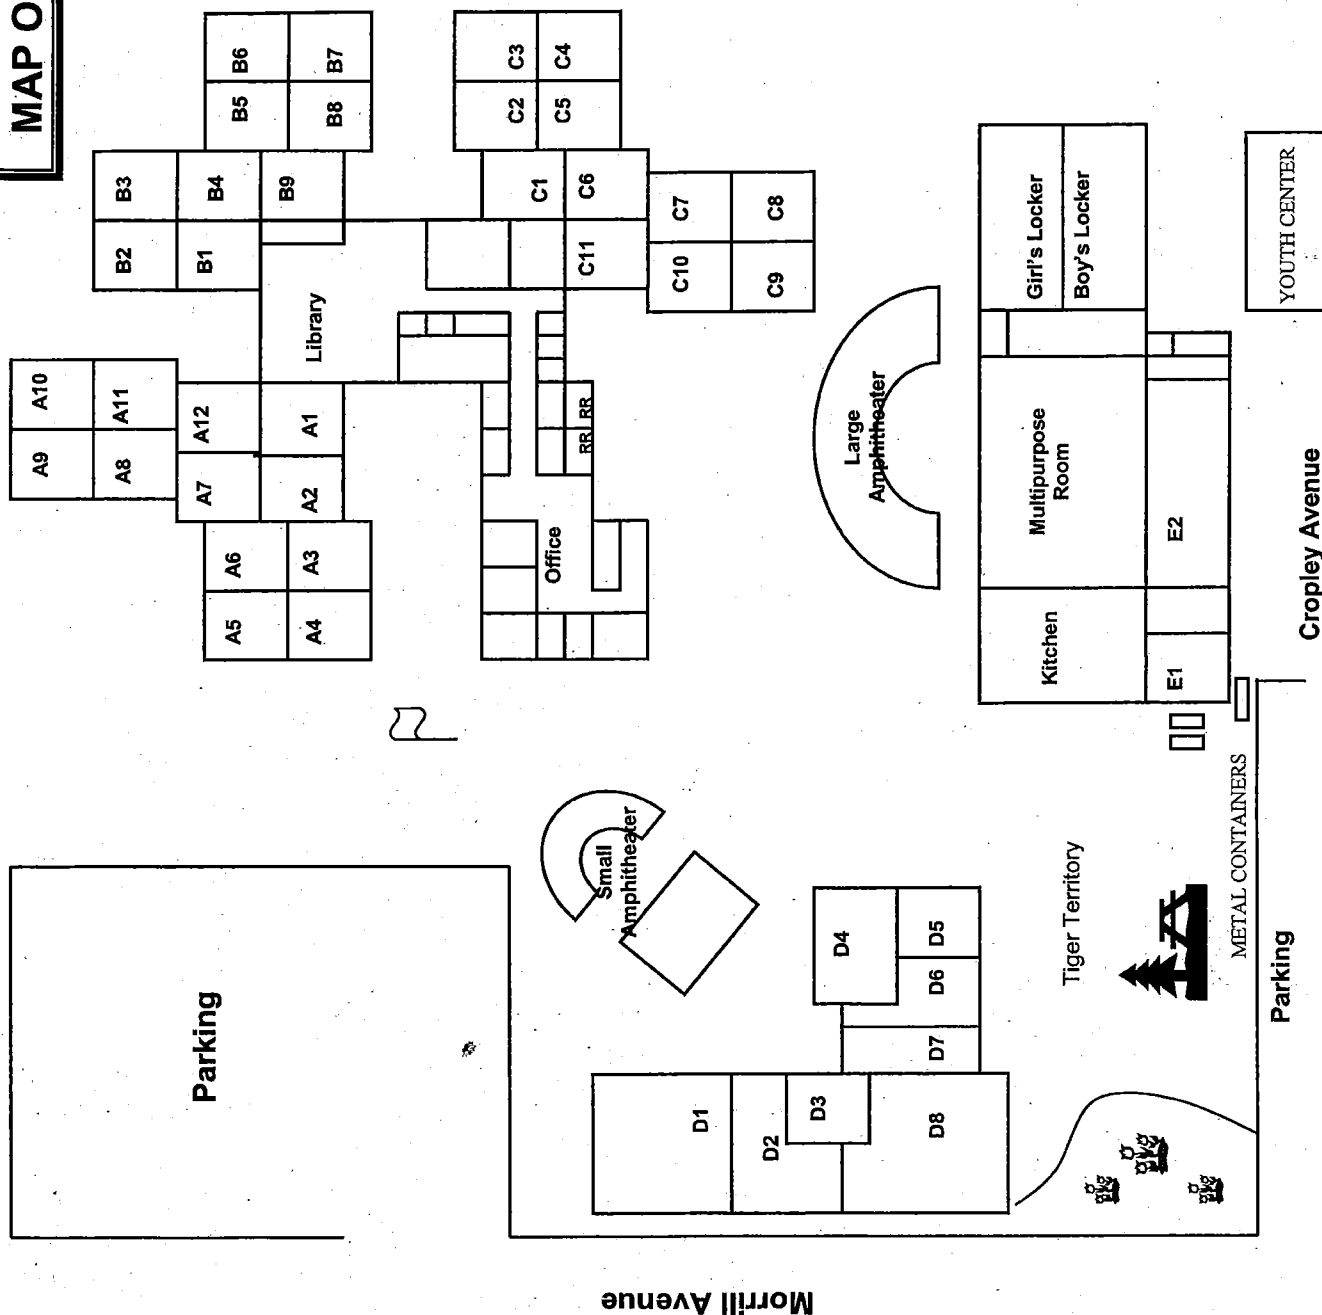 MAP O
B6
B7
B5
B8
B3
B4
B9
B2
B1
C3
C4
C2
C5
C1
C6
C7
C8
C11
C10
C9
Library
A10
A11
A9
A8
A12
A1
A7
A2
A6
A3
A5
A4
RR
RR
Office
Large
Amphitheater
Girl's Locker
Boy's Locker
YOUTH CENTER
Multipurpose
Room
Kitchen
E2
E1
Cropley Avenue
Small
Amphitheater
METAL CONTAINERS
Tiger Territory
Parking
Parking
D4
D5
D6
D7
D1
D2
D3
D8
Morrill Avenue